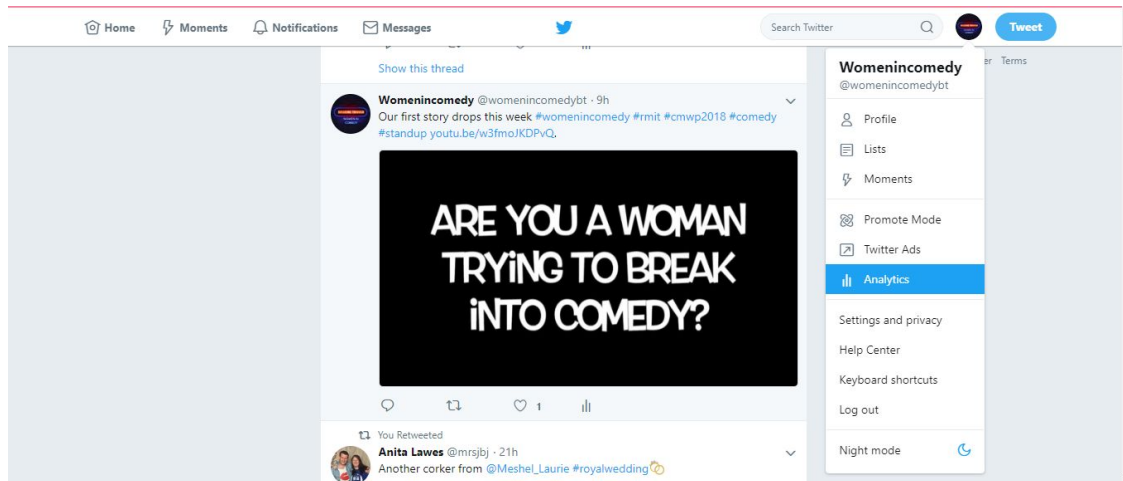 Home
Moments
Notifications
Messages
Search Twitter
Tweet
Show this thread
Womenincomedy @womenincomedybt · 9h
Our first story drops this week #womenincomedy #rmit #cmwp2018 #comedy
#standup youtu.be/w3fmoJKDPvQ.
ARE YOU A WOMAN
TRYiNG TO BREAK
iNTO COMEDY?
1
You Retweeted
Anita Lawes @mrsjbj · 21h
Another corker from @Meshel_Laurie #royalwedding
Womenincomedy
@womenincomedybt
Profile
Lists
Moments
Promote Mode
Twitter Ads
Analytics
Settings and privacy
Help Center
Keyboard shortcuts
Log out
Night mode
Terms